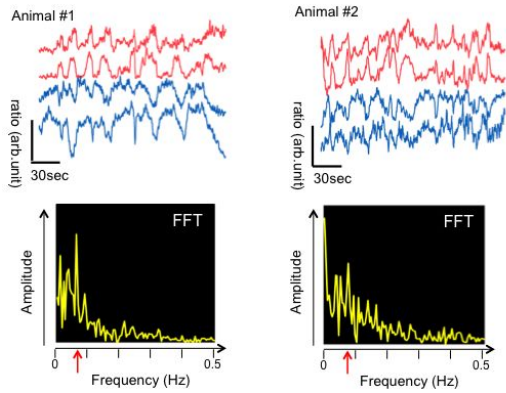 Animal #1
Animal #2
ratio (arb.unit)
30sec
ratio (arb.unit)
30sec
FFT
Amplitude
0
0.5
Frequency (Hz)
FFT
Amplitude
0
0.5
Frequency (Hz)